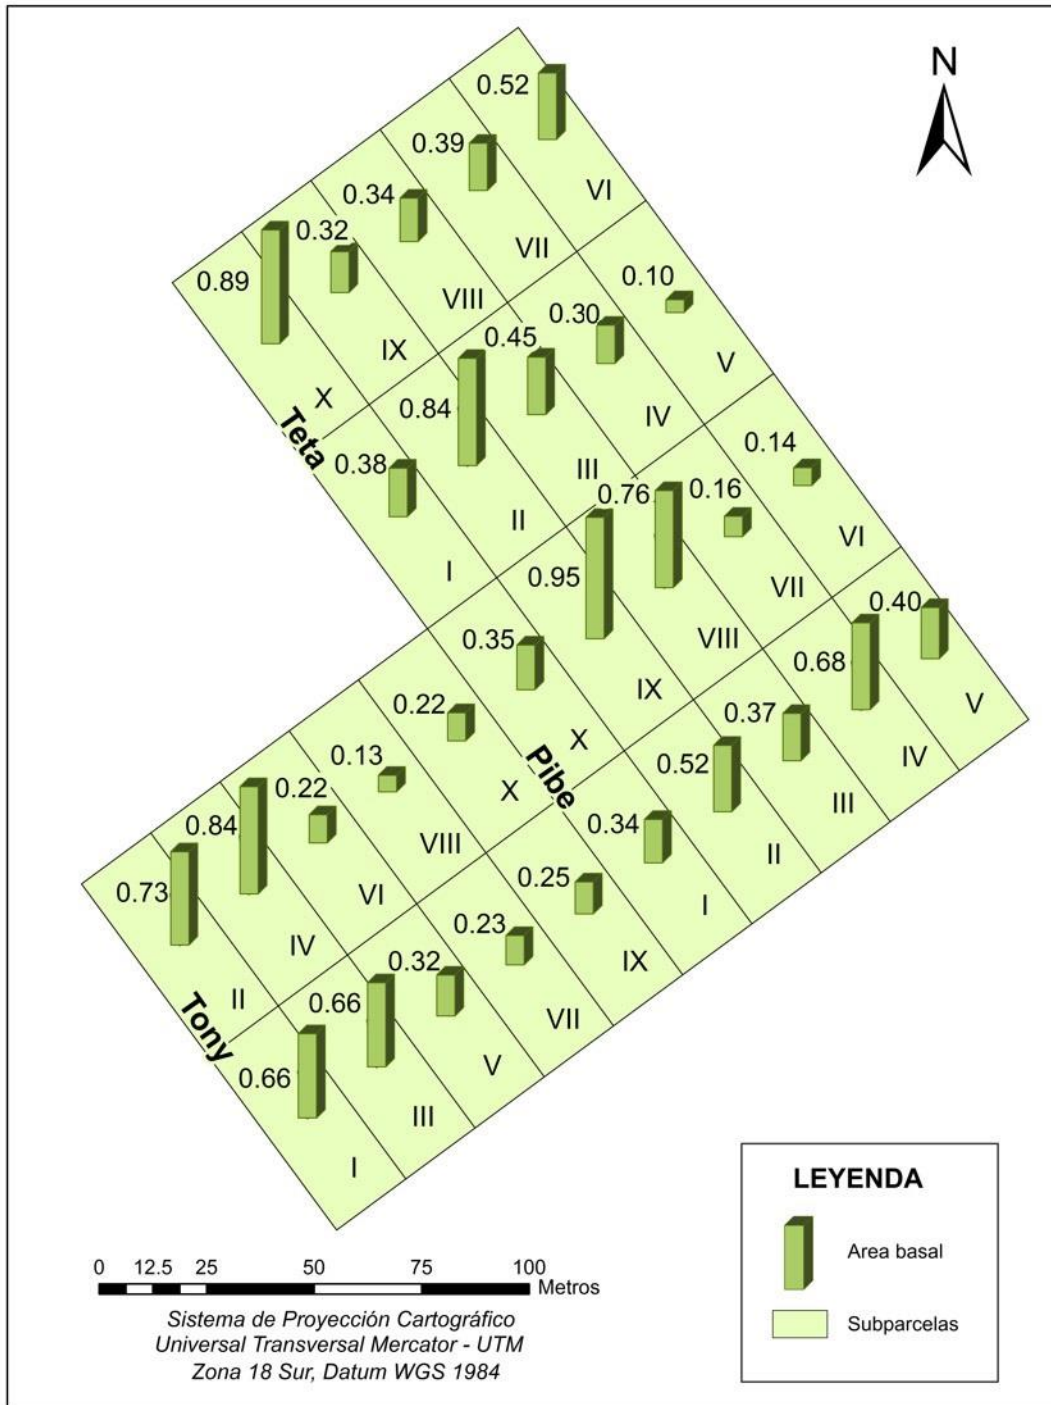 N
0.52
VI
0.39
VII
0.34
VIII
0.32
IX
0.89
X
Teta
0.10
V
0.30
IV
0.45
III
0.84
II
0.38
I
0.14
VI
0.16
VII
0.76
VIII
0.95
IX
0.35
X
Pibe
0.40
V
0.68
IV
0.37
III
0.52
II
0.34
I
0.22
X
0.13
VIII
0.22
VI
0.84
IV
0.73
II
Tony
0.25
IX
0.23
VII
0.32
V
0.66
III
0.66
I
0 12.5 25 50 75 100
Metros
Sistema de Proyección Cartográfico
Universal Transversal Mercator - UTM
Zona 18 Sur, Datum WGS 1984
LEYENDA
Area basal
Subparcelas